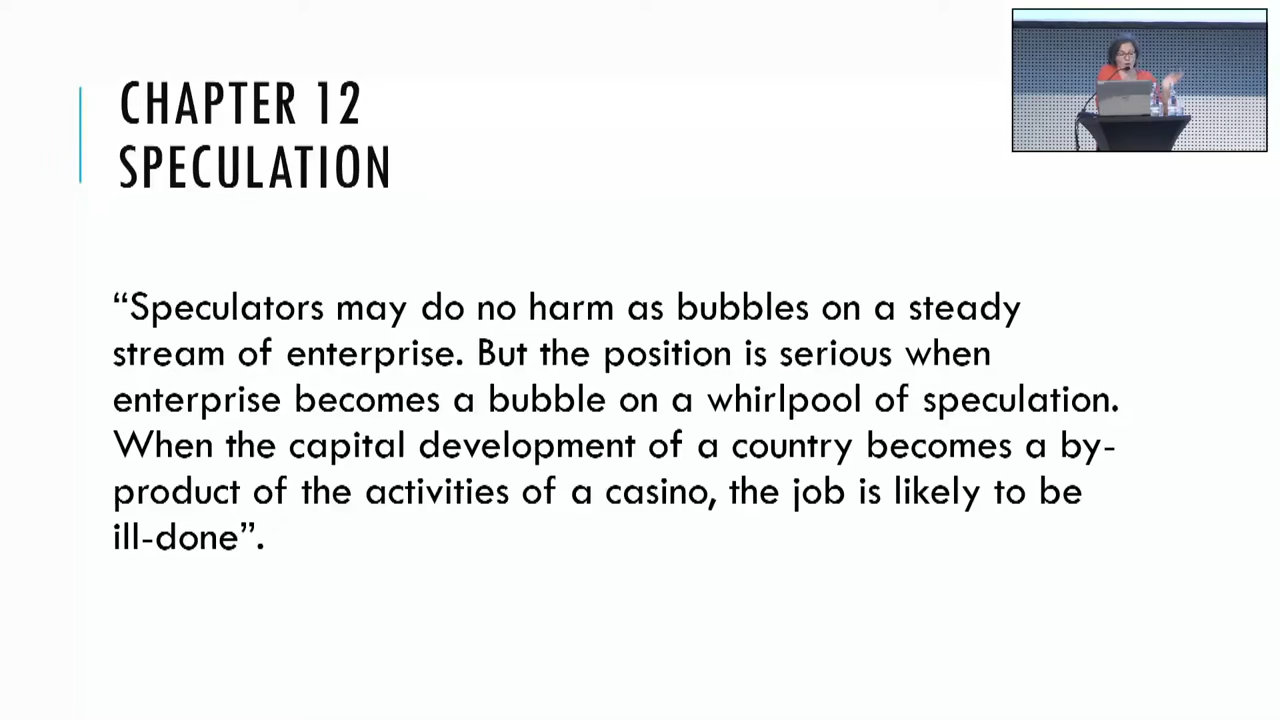 CHAPTER 12
SPECULATION
“Speculators may do no harm as bubbles on a steady
stream of enterprise. But the position is serious when
enterprise becomes a bubble on a whirlpool of speculation.
When the capital development of a country becomes a by-
product of the activities of a casino, the job is likely to be
ill-done”.